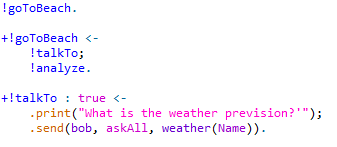 !goToBeach.
+!goToBeach <-
!talkTo;
!analyze.
+!talkTo : true <-
.print("What is the weather prevision?'");
.send(bob, askAll, weather(Name)).